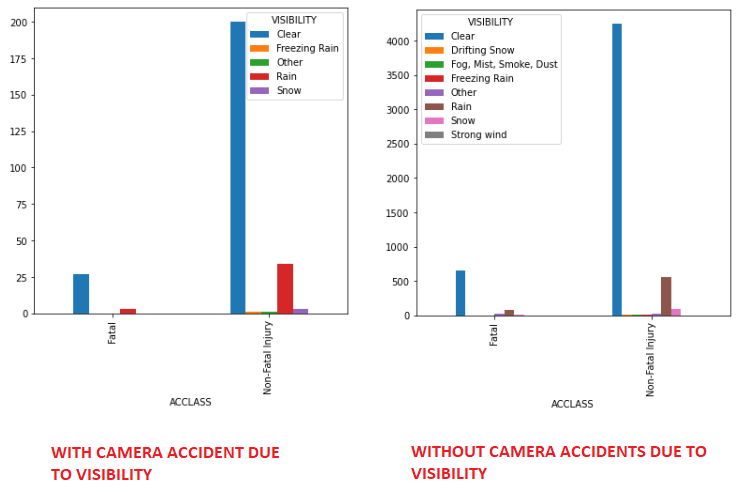 VISIBILITY
Clear
Freezing Rain
Other
Rain
Snow
200
175
150
125
100
75
50
25
0
Fatal
Non-Fatal Injury
ACCLASS
WITH CAMERA ACCIDENT DUE
TO VISIBILITY
VISIBILITY
Clear
Drifting Snow
Fog, Mist, Smoke, Dust
Freezing Rain
Other
Rain
Snow
Strong wind
4000
3500
3000
2500
2000
1500
1000
500
0
Fatal
Non-Fatal Injury
ACCLASS
WITHOUT CAMERA ACCIDENTS DUE TO
VISIBILITY